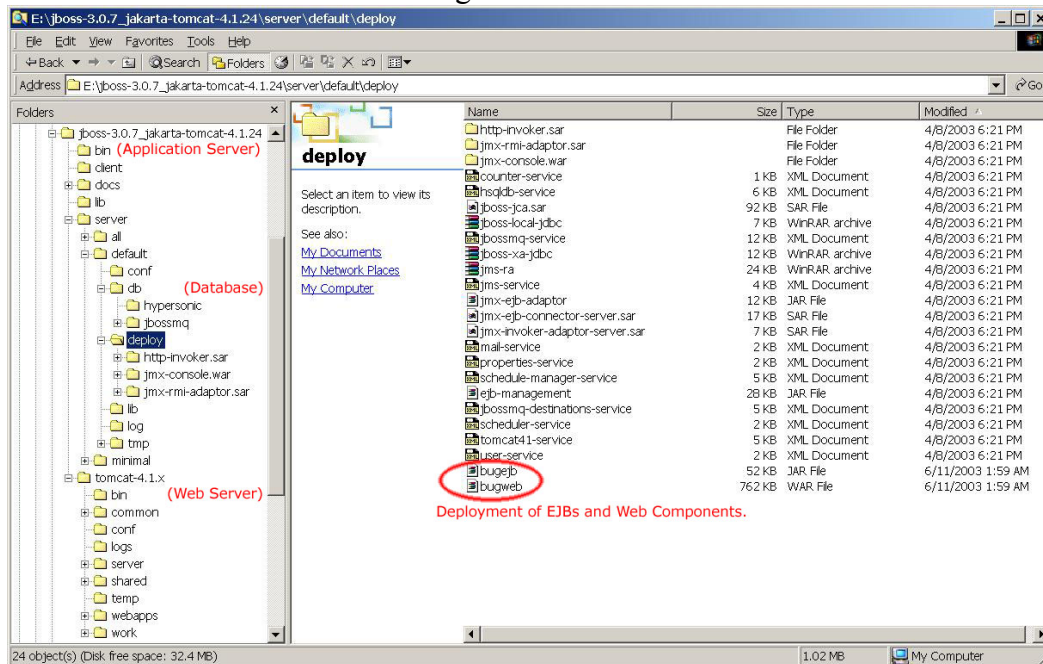 E:\jboss-3.0.7_jakarta-tomcat-4.1.24\server\default\deploy
File Edit View Favorites Tools Help
Back Search Folders
Address E:\jboss-3.0.7_jakarta-tomcat-4.1.24\server\default\deploy Go
Folders
jboss-3.0.7_jakarta-tomcat-4.1.24
bin (Application Server)
client
docs
lib
server
all
default
conf
db (Database)
hypersonic
jbossmq
deploy
http-invoker.sar
jmx-console.war
jmx-rmi-adaptor.sar
lib
log
tmp
minimal
tomcat-4.1.x
bin (Web Server)
common
conf
logs
server
shared
temp
webapps
work
deploy
Select an item to view its
description.
See also:
My Documents
My Network Places
My Computer
Name Size Type Modified
http-invoker.sar File Folder 4/8/2003 6:21 PM
jmx-rmi-adaptor.sar File Folder 4/8/2003 6:21 PM
jmx-console.war File Folder 4/8/2003 6:21 PM
counter-service 1 KB XML Document 4/8/2003 6:21 PM
hsqldb-service 6 KB XML Document 4/8/2003 6:21 PM
jboss-jca.sar 92 KB SAR File 4/8/2003 6:21 PM
jboss-local-jdbc 7 KB WinRAR archive 4/8/2003 6:21 PM
jbossmq-service 12 KB XML Document 4/8/2003 6:21 PM
jboss-xa-jdbc 12 KB WinRAR archive 4/8/2003 6:21 PM
jms-ra 24 KB WinRAR archive 4/8/2003 6:21 PM
jms-service 4 KB XML Document 4/8/2003 6:21 PM
jmx-ejb-adaptor 12 KB JAR File 4/8/2003 6:21 PM
jmx-ejb-connector-server.sar 17 KB SAR File 4/8/2003 6:21 PM
jmx-invoker-adaptor-server.sar 7 KB SAR File 4/8/2003 6:21 PM
mail-service 2 KB XML Document 4/8/2003 6:21 PM
properties-service 2 KB XML Document 4/8/2003 6:21 PM
schedule-manager-service 5 KB XML Document 4/8/2003 6:21 PM
ejb-management 28 KB JAR File 4/8/2003 6:21 PM
jbossmq-destinations-service 5 KB XML Document 4/8/2003 6:21 PM
scheduler-service 2 KB XML Document 4/8/2003 6:21 PM
tomcat41-service 5 KB XML Document 4/8/2003 6:21 PM
user-service 2 KB XML Document 4/8/2003 6:21 PM
bugejb 52 KB JAR File 6/11/2003 1:59 AM
bugweb 762 KB WAR File 6/11/2003 1:59 AM
Deployment of EJBs and Web Components.
24 object(s) (Disk free space: 32.4 MB) 1.02 MB My Computer